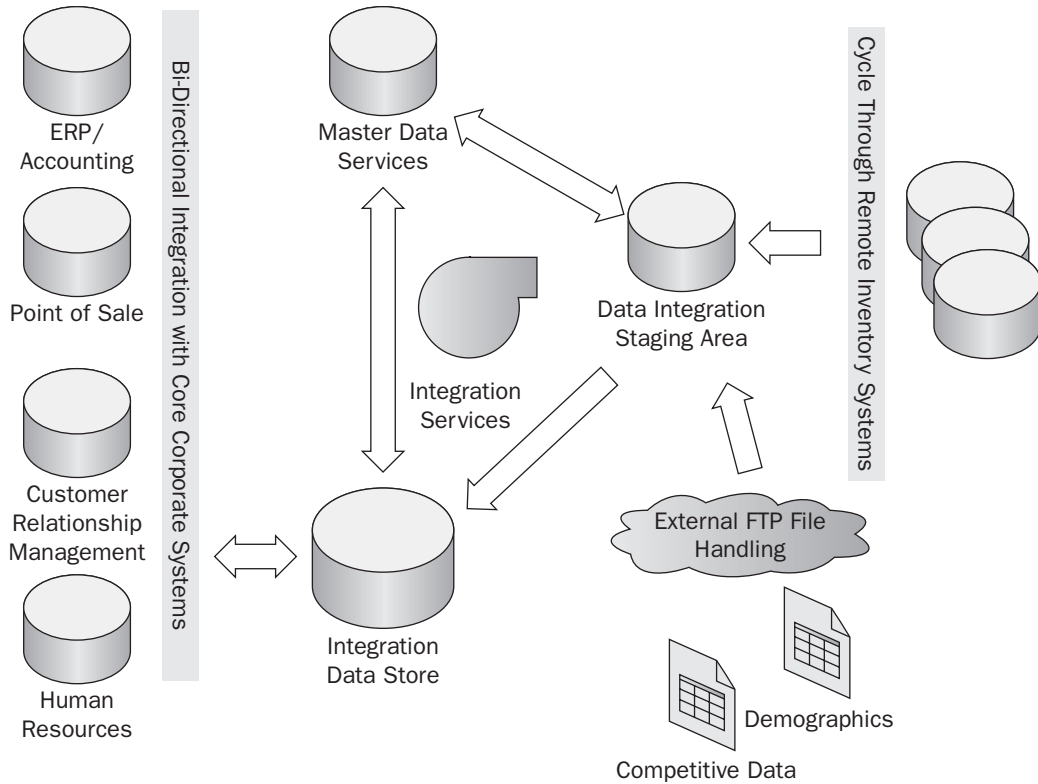 ERP/
Accounting
Point of Sale
Customer
Relationship
Management
Human
Resources
Bi-Directional Integration with Core Corporate Systems
Master Data
Services
Integration
Services
Integration
Data Store
Data Integration
Staging Area
External FTP File
Handling
Demographics
Competitive Data
Cycle Through Remote Inventory Systems